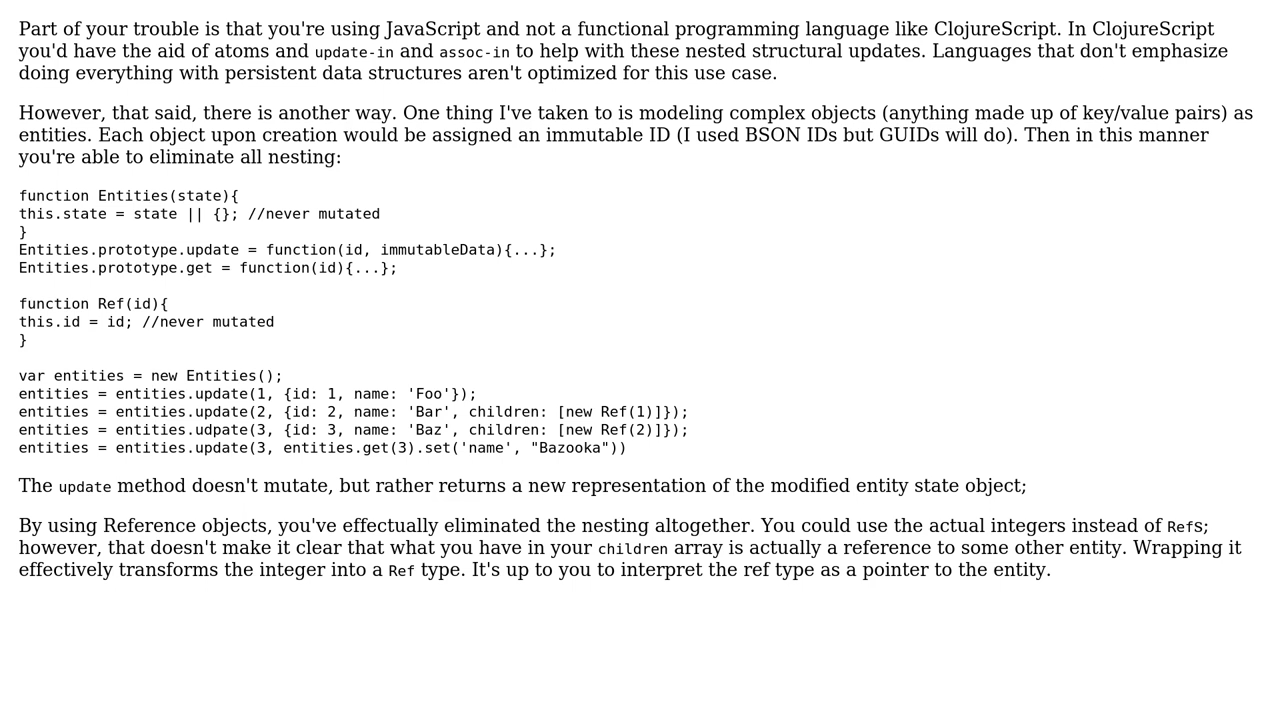 Part of your trouble is that you're using JavaScript and not a functional programming language like ClojureScript. In ClojureScript
you'd have the aid of atoms and update-in and assoc-in to help with these nested structural updates. Languages that don't emphasize
doing everything with persistent data structures aren't optimized for this use case.
However, that said, there is another way. One thing I've taken to is modeling complex objects (anything made up of key/value pairs) as
entities. Each object upon creation would be assigned an immutable ID (I used BSON IDs but GUIDs will do). Then in this manner
you're able to eliminate all nesting:
function Entities(state){
this.state = state || {}; //never mutated
}
Entities.prototype.update = function(id, immutableData){...};
Entities.prototype.get = function(id){...};
function Ref(id){
this.id = id; //never mutated
}
var entities = new Entities();
entities = entities.update(1, {id: 1, name: 'Foo'});
entities = entities.update(2, {id: 2, name: 'Bar', children: [new Ref(1)]});
entities = entities.udpate(3, {id: 3, name: 'Baz', children: [new Ref(2)]});
entities = entities.update(3, entities.get(3).set('name', "Bazooka"))
The update method doesn't mutate, but rather returns a new representation of the modified entity state object;
By using Reference objects, you've effectually eliminated the nesting altogether. You could use the actual integers instead of Refs;
however, that doesn't make it clear that what you have in your children array is actually a reference to some other entity. Wrapping it
effectively transforms the integer into a Ref type. It's up to you to interpret the ref type as a pointer to the entity.